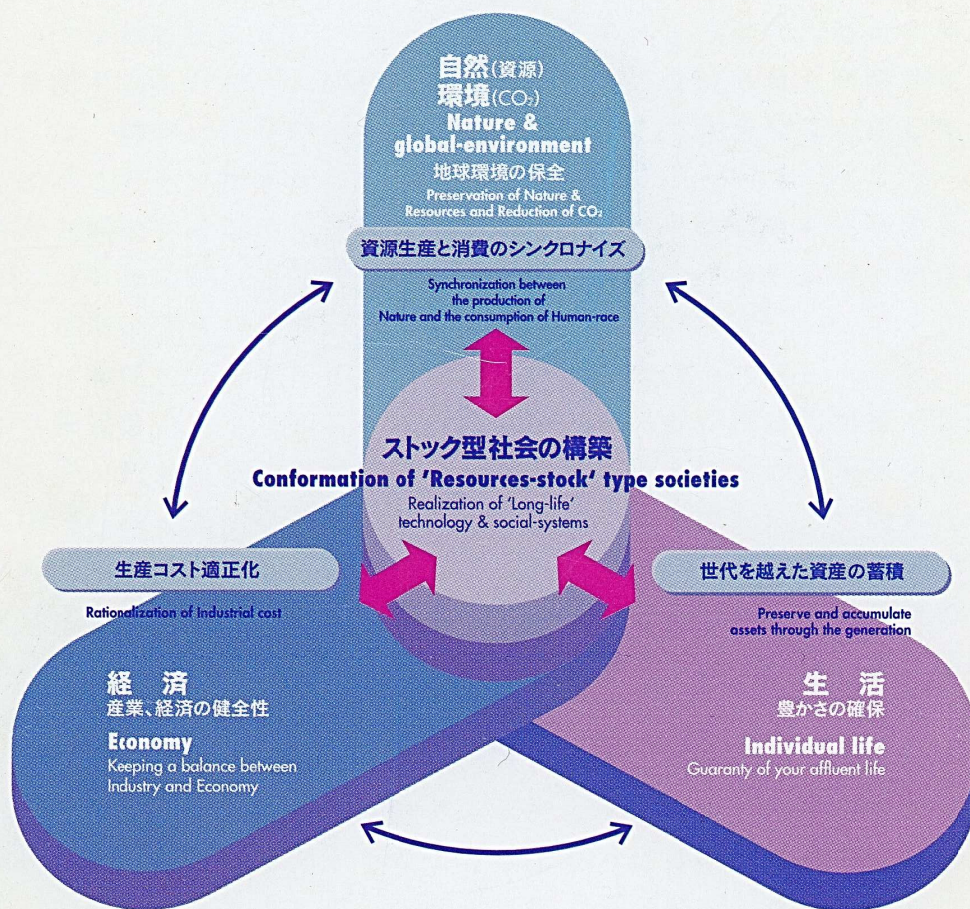 自然(資源)
環境(CO₂)
Nature &
global-environment
地球環境の保全
Preservation of Nature &
Resources and Reduction of CO₂
資源生産と消費のシンクロナイズ
Synchronization between
the production of
Nature and the consumption of Human-race
ストック型社会の構築
Conformation of 'Resources-stock' type societies
Realization of 'Long-life'
technology & social-systems
生産コスト適正化
Rationalization of Industrial cost
世代を越えた資産の蓄積
Preserve and accumulate
assets through the generation
経 済
産業、経済の健全性
Economy
Keeping a balance between
Industry and Economy
生 活
豊かさの確保
Individual life
Guaranty of your affluent life